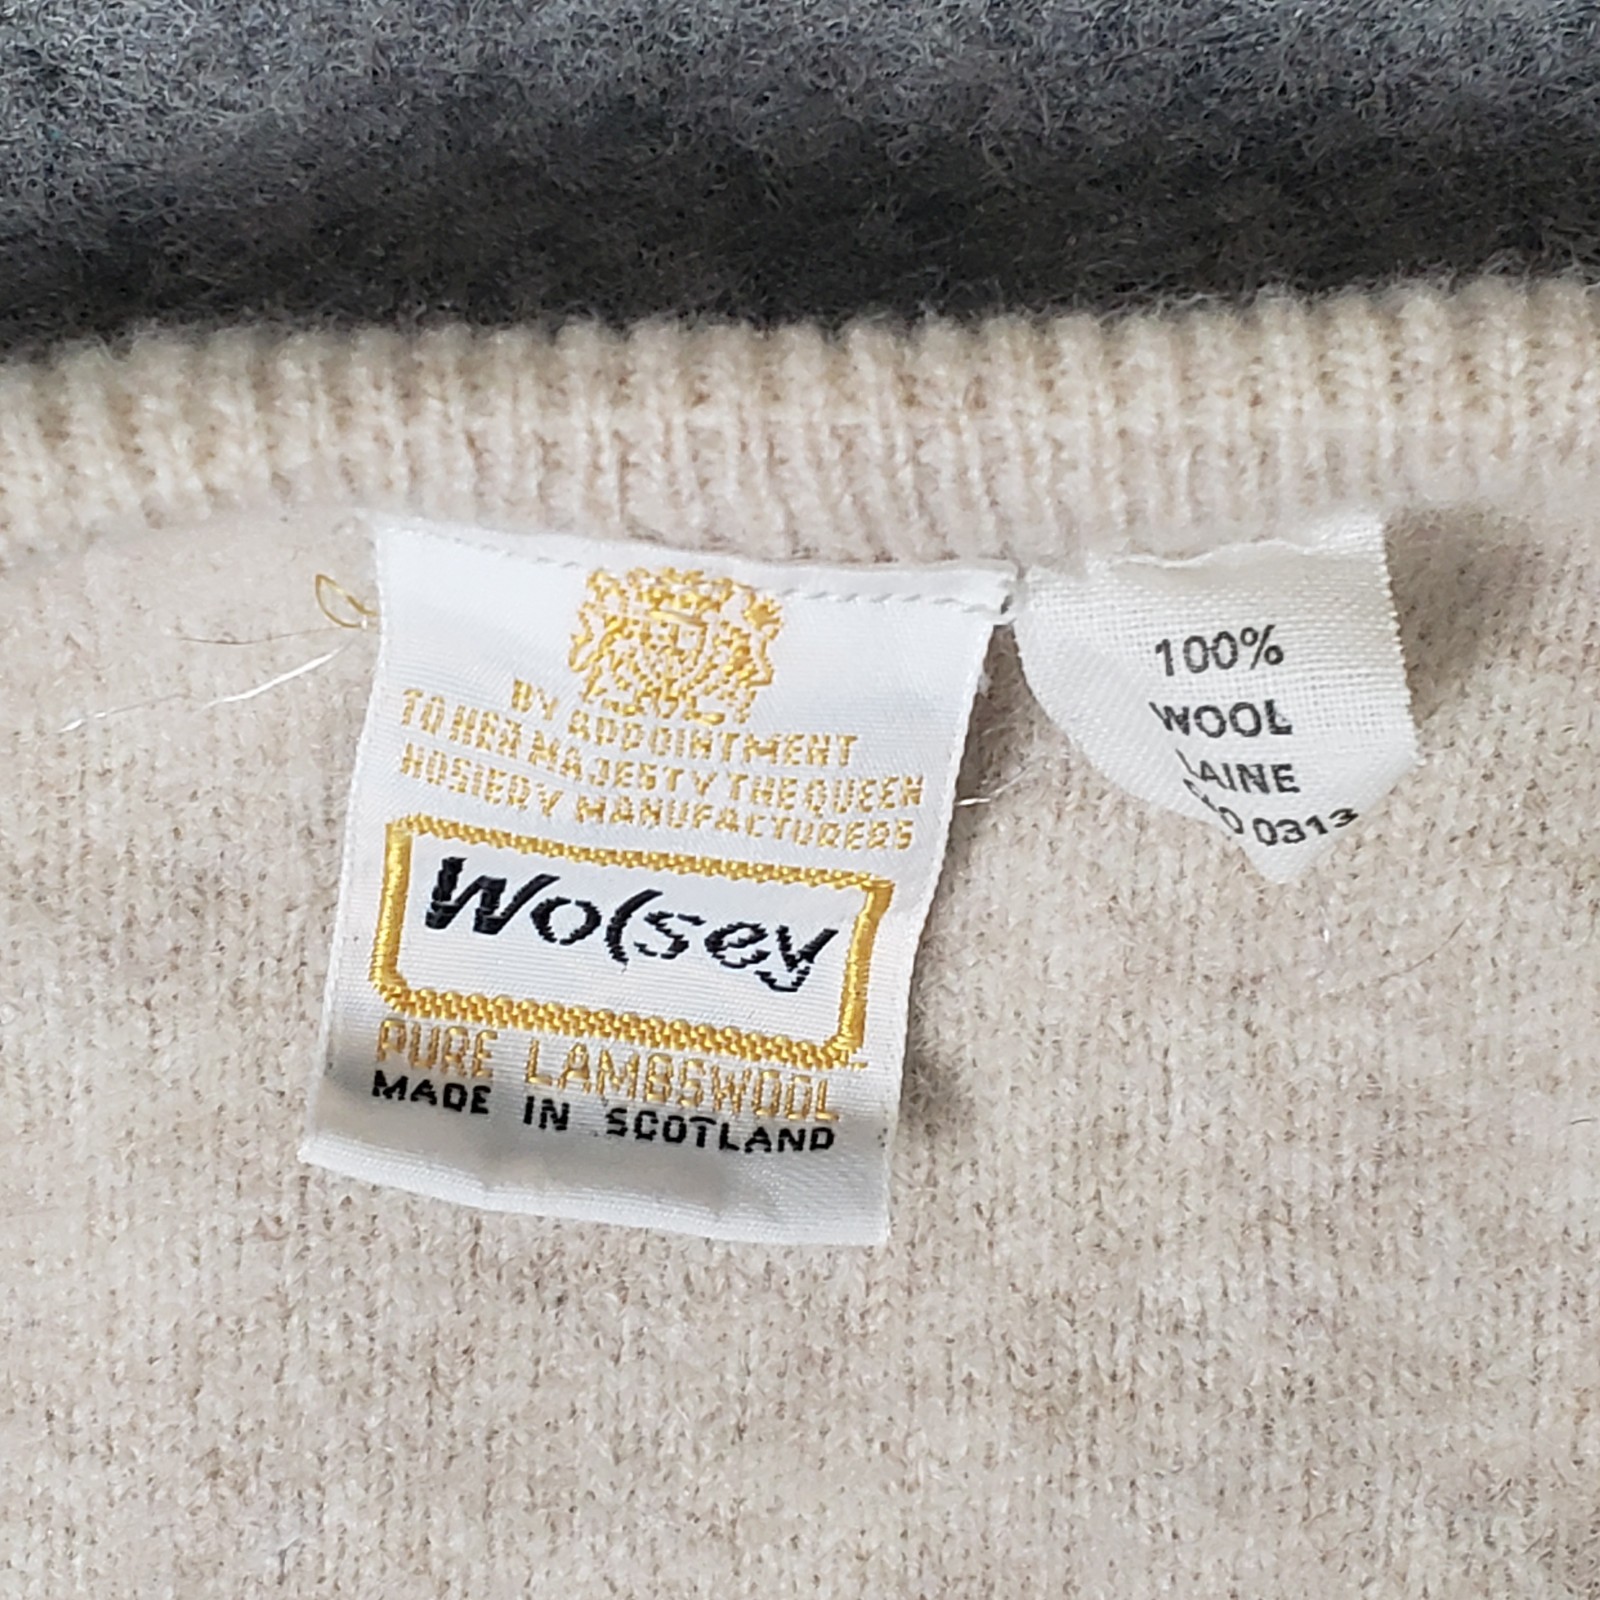 BY APPOINTMENT
TO HER MAJESTY THE QUEEN
HOSIERY MANUFACTURERS
Wolsey
PURE LAMBSWOOL
MADE IN SCOTLAND
100%
WOOL
LAINE
0313